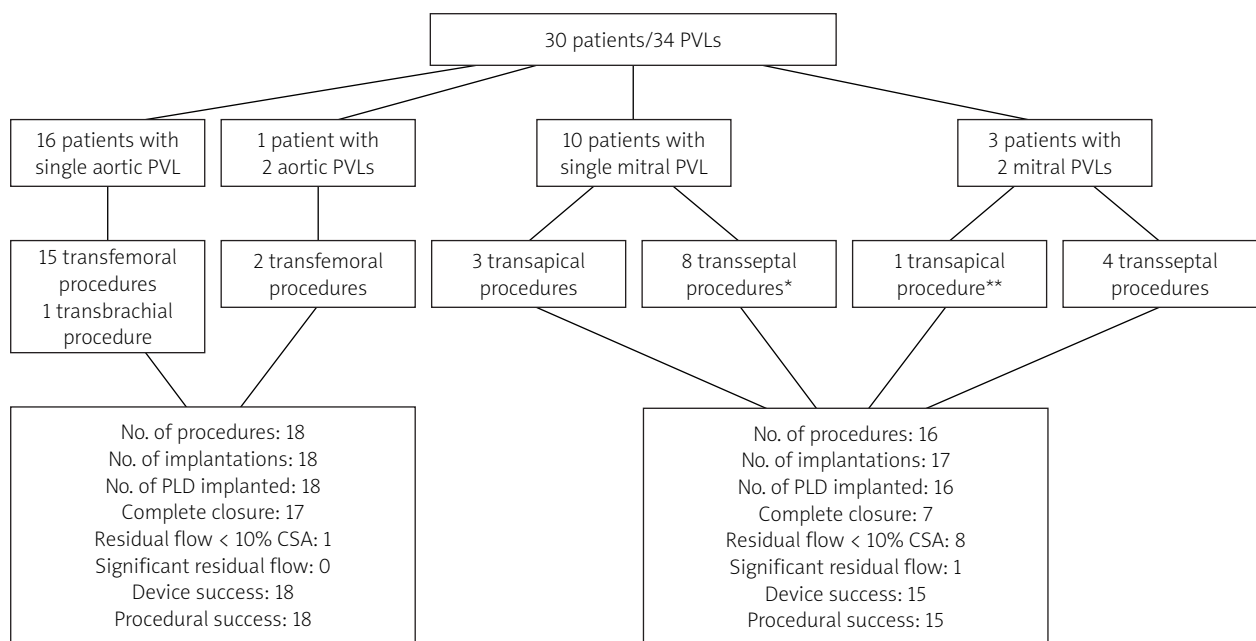 30 patients/34 PVLs
16 patients with
single aortic PVL
1 patient with
2 aortic PVLs
10 patients with
single mitral PVL
3 patients with
2 mitral PVLs
15 transfemoral
procedures
1 transbrachial
procedure
2 transfemoral
procedures
3 transapical
procedures
8 transseptal
procedures*
1 transapical
procedure**
4 transseptal
procedures
No. of procedures: 18
No. of implantations: 18
No. of PLD implanted: 18
Complete closure: 17
Residual flow < 10% CSA: 1
Significant residual flow: 0
Device success: 18
Procedural success: 18
No. of procedures: 16
No. of implantations: 17
No. of PLD implanted: 16
Complete closure: 7
Residual flow < 10% CSA: 8
Significant residual flow: 1
Device success: 15
Procedural success: 15